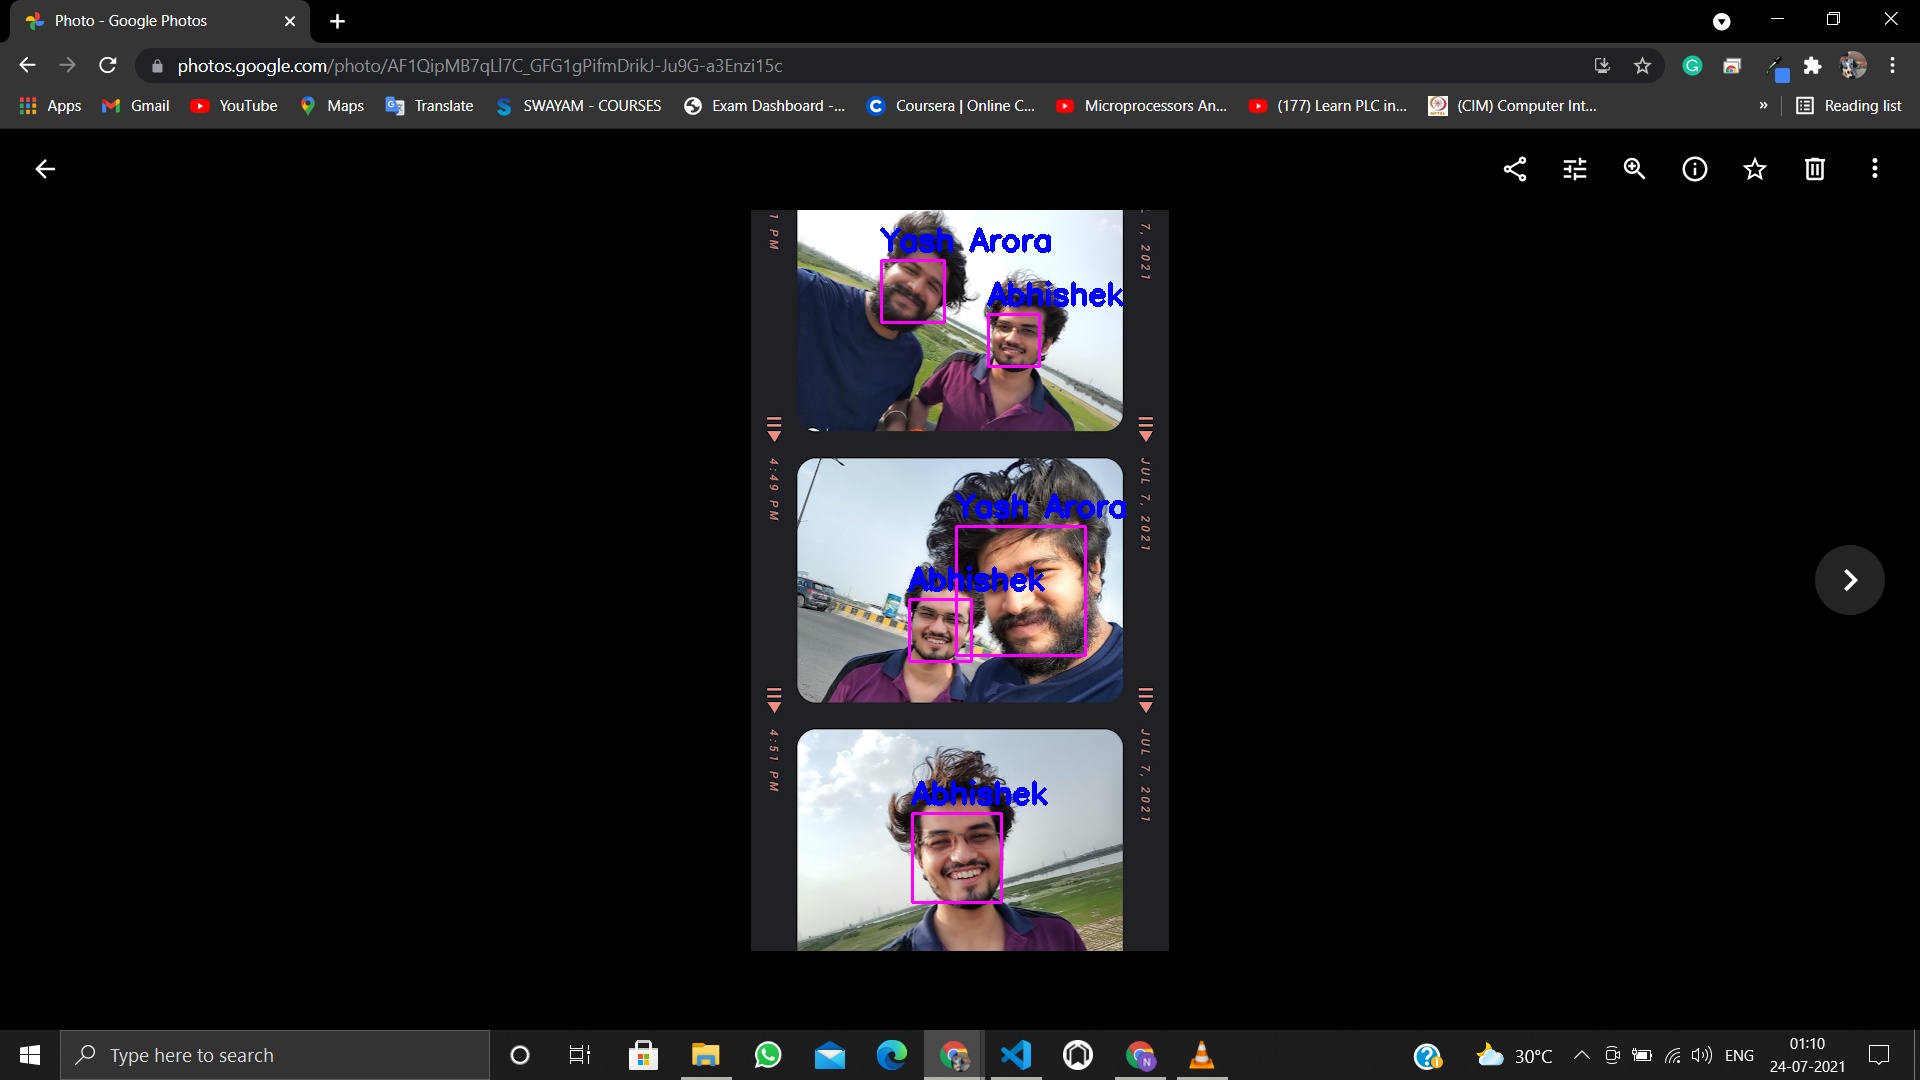 Photo - Google Photos
photos.google.com/photo/AF1QipMB7qLl7C_GFG1gPifmDrikJ-Ju9G-a3Enzi15c
Apps
Gmail
YouTube
Maps
Translate
SWAYAM - COURSES
Exam Dashboard -...
Coursera | Online C...
Microprocessors An...
(177) Learn PLC in...
(CIM) Computer Int...
»
Reading list
1 PM
7, 2021
Yash Arora
Abhishek
4:49 PM
JUL 7, 2021
Yash Arora
Abhishek
4:51 PM
JUL 7, 2021
Abhishek
Type here to search
30°C
ENG
01:10
24-07-2021